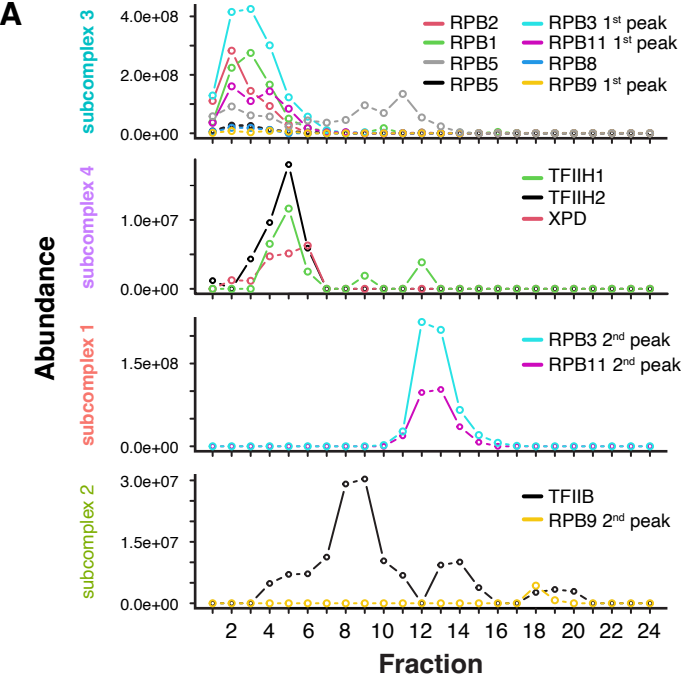 A
subcomplex 3
4.0e+08
2.0e+08
0.0e+00
RPB2
RPB1
RPB5
RPB5
RPB3 1st peak
RPB11 1st peak
RPB8
RPB9 1st peak
subcomplex 4
1.0e+07
0.0e+00
TFIIH1
TFIIH2
XPD
Abundance
subcomplex 1
1.5e+08
0.0e+00
RPB3 2nd peak
RPB11 2nd peak
subcomplex 2
3.0e+07
1.5e+07
0.0e+00
TFIIB
RPB9 2nd peak
2 4 6 8 10 12 14 16 18 20 22 24
Fraction